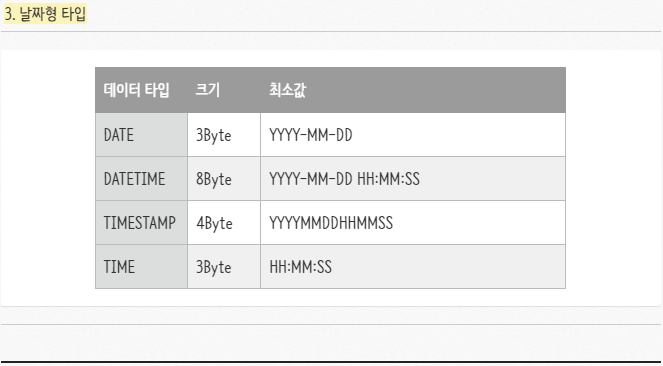 3. 날짜형 타입
데이터 타입 크기 최소값
DATE 3Byte YYYY-MM-DD
DATETIME 8Byte YYYY-MM-DD HH:MM:SS
TIMESTAMP 4Byte YYYYMMDDHHMMSS
TIME 3Byte HH:MM:SS